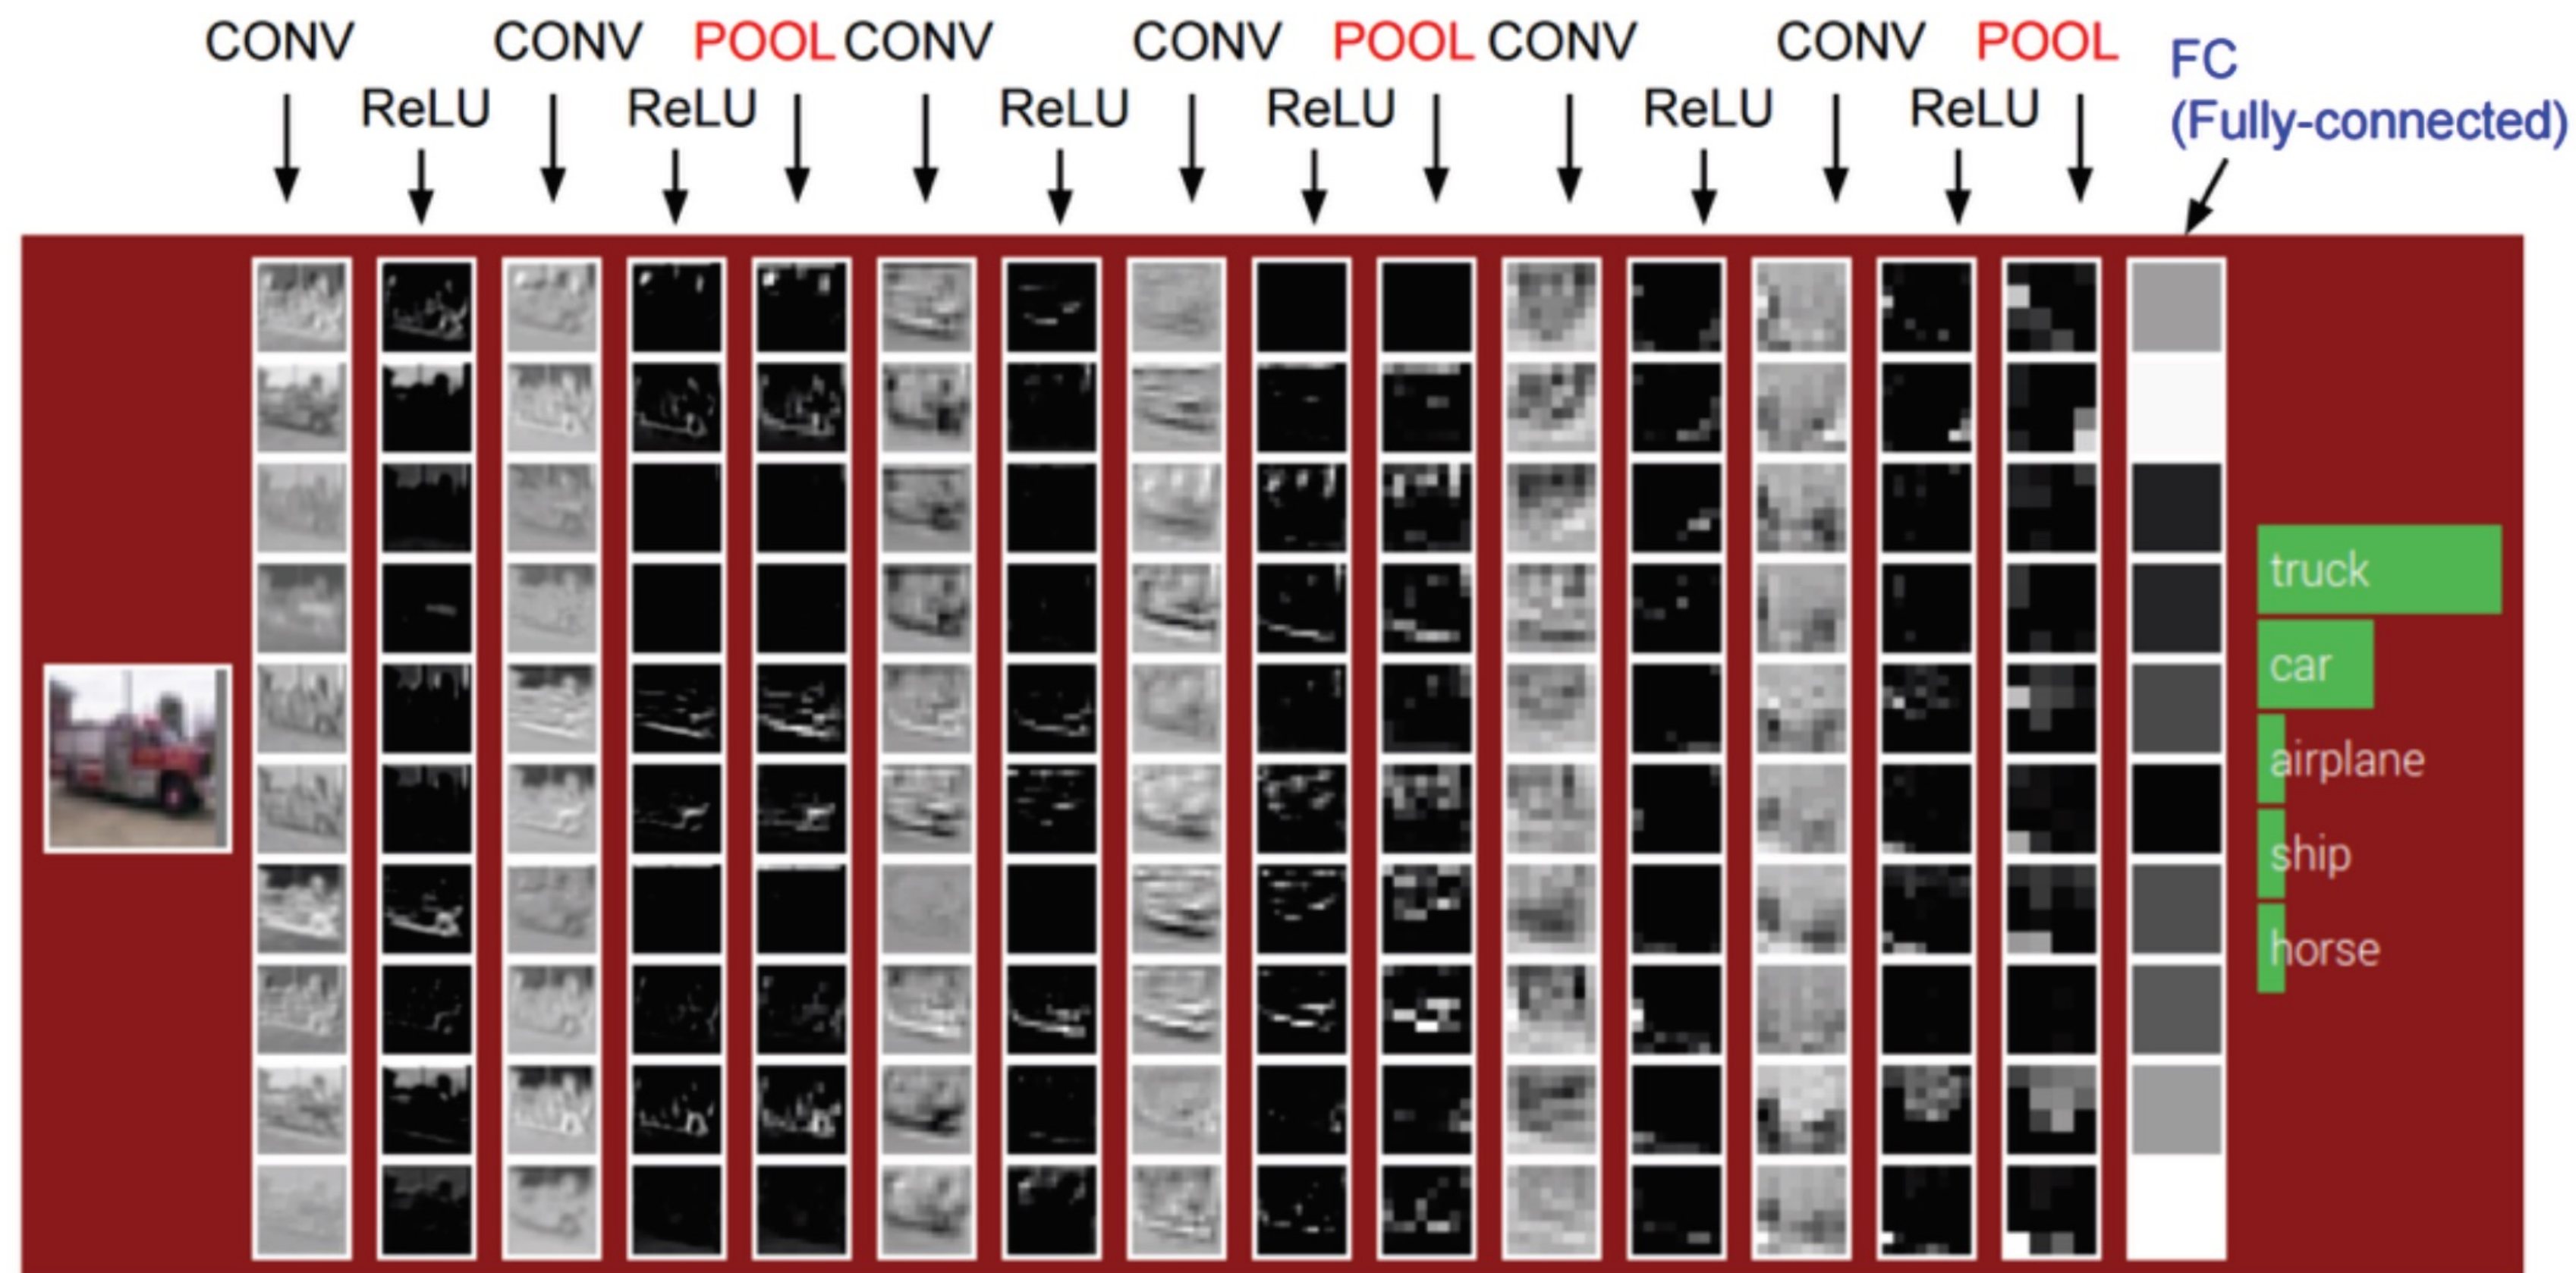 CONV CONV POOL CONV CONV POOL CONV CONV POOL
ReLU ReLU ReLU ReLU ReLU ReLU
FC
(Fully-connected)
truck
car
airplane
ship
horse